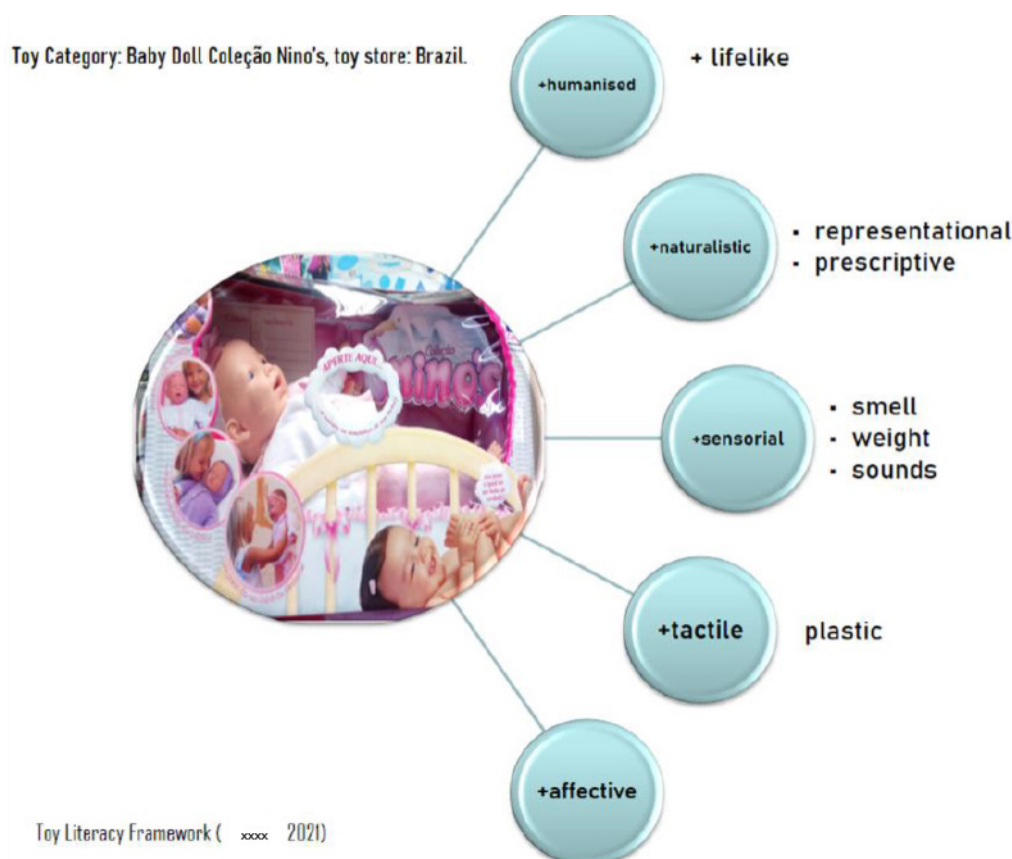 Toy Category: Baby Doll Coleção Nino's, toy store: Brazil.
+humanised
+ lifelike
+naturalistic
▪ representational
▪ prescriptive
APERTE AQUI
Coleção
nino's
+sensorial
▪ smell
▪ weight
▪ sounds
+tactile
plastic
+affective
Toy Literacy Framework ( xxxx 2021)